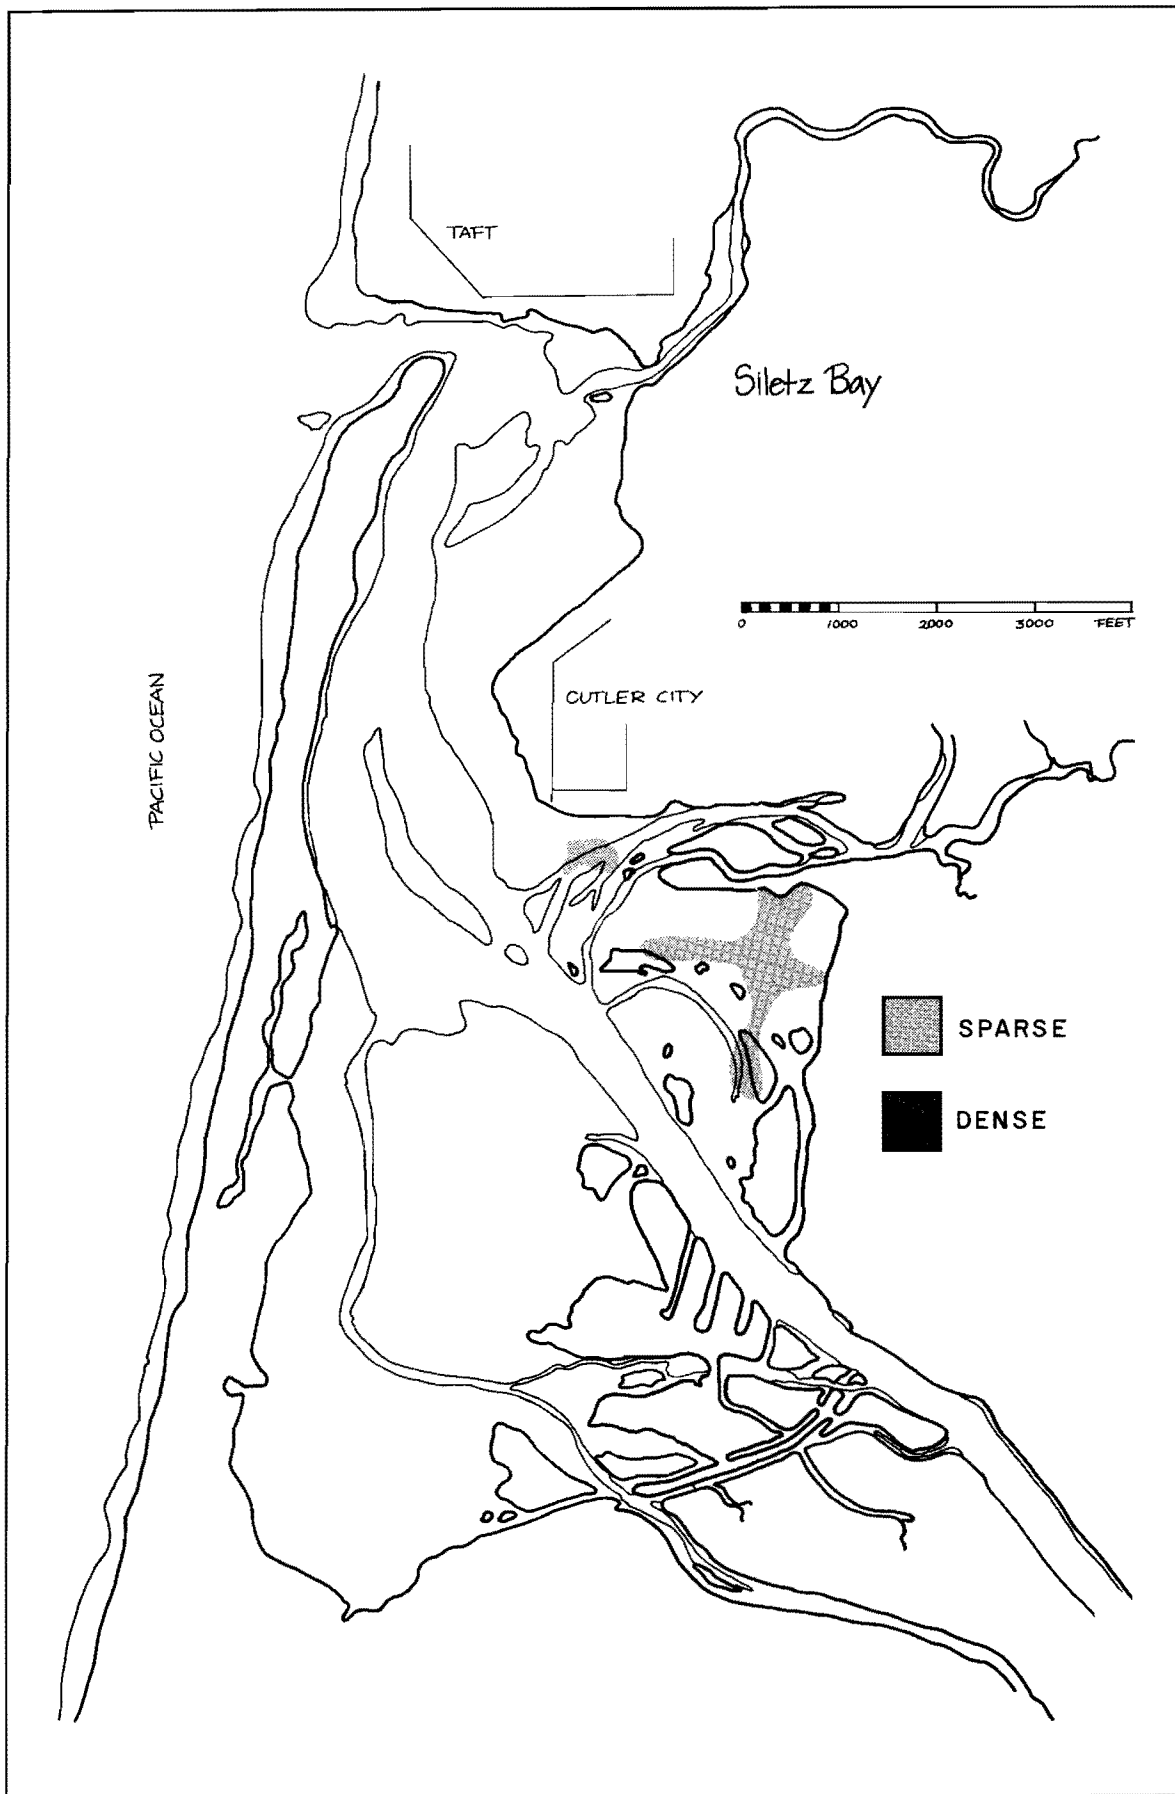 TAFT
Siletz Bay
0 1000 2000 3000 FEET
CUTLER CITY
PACIFIC OCEAN
SPARSE
DENSE